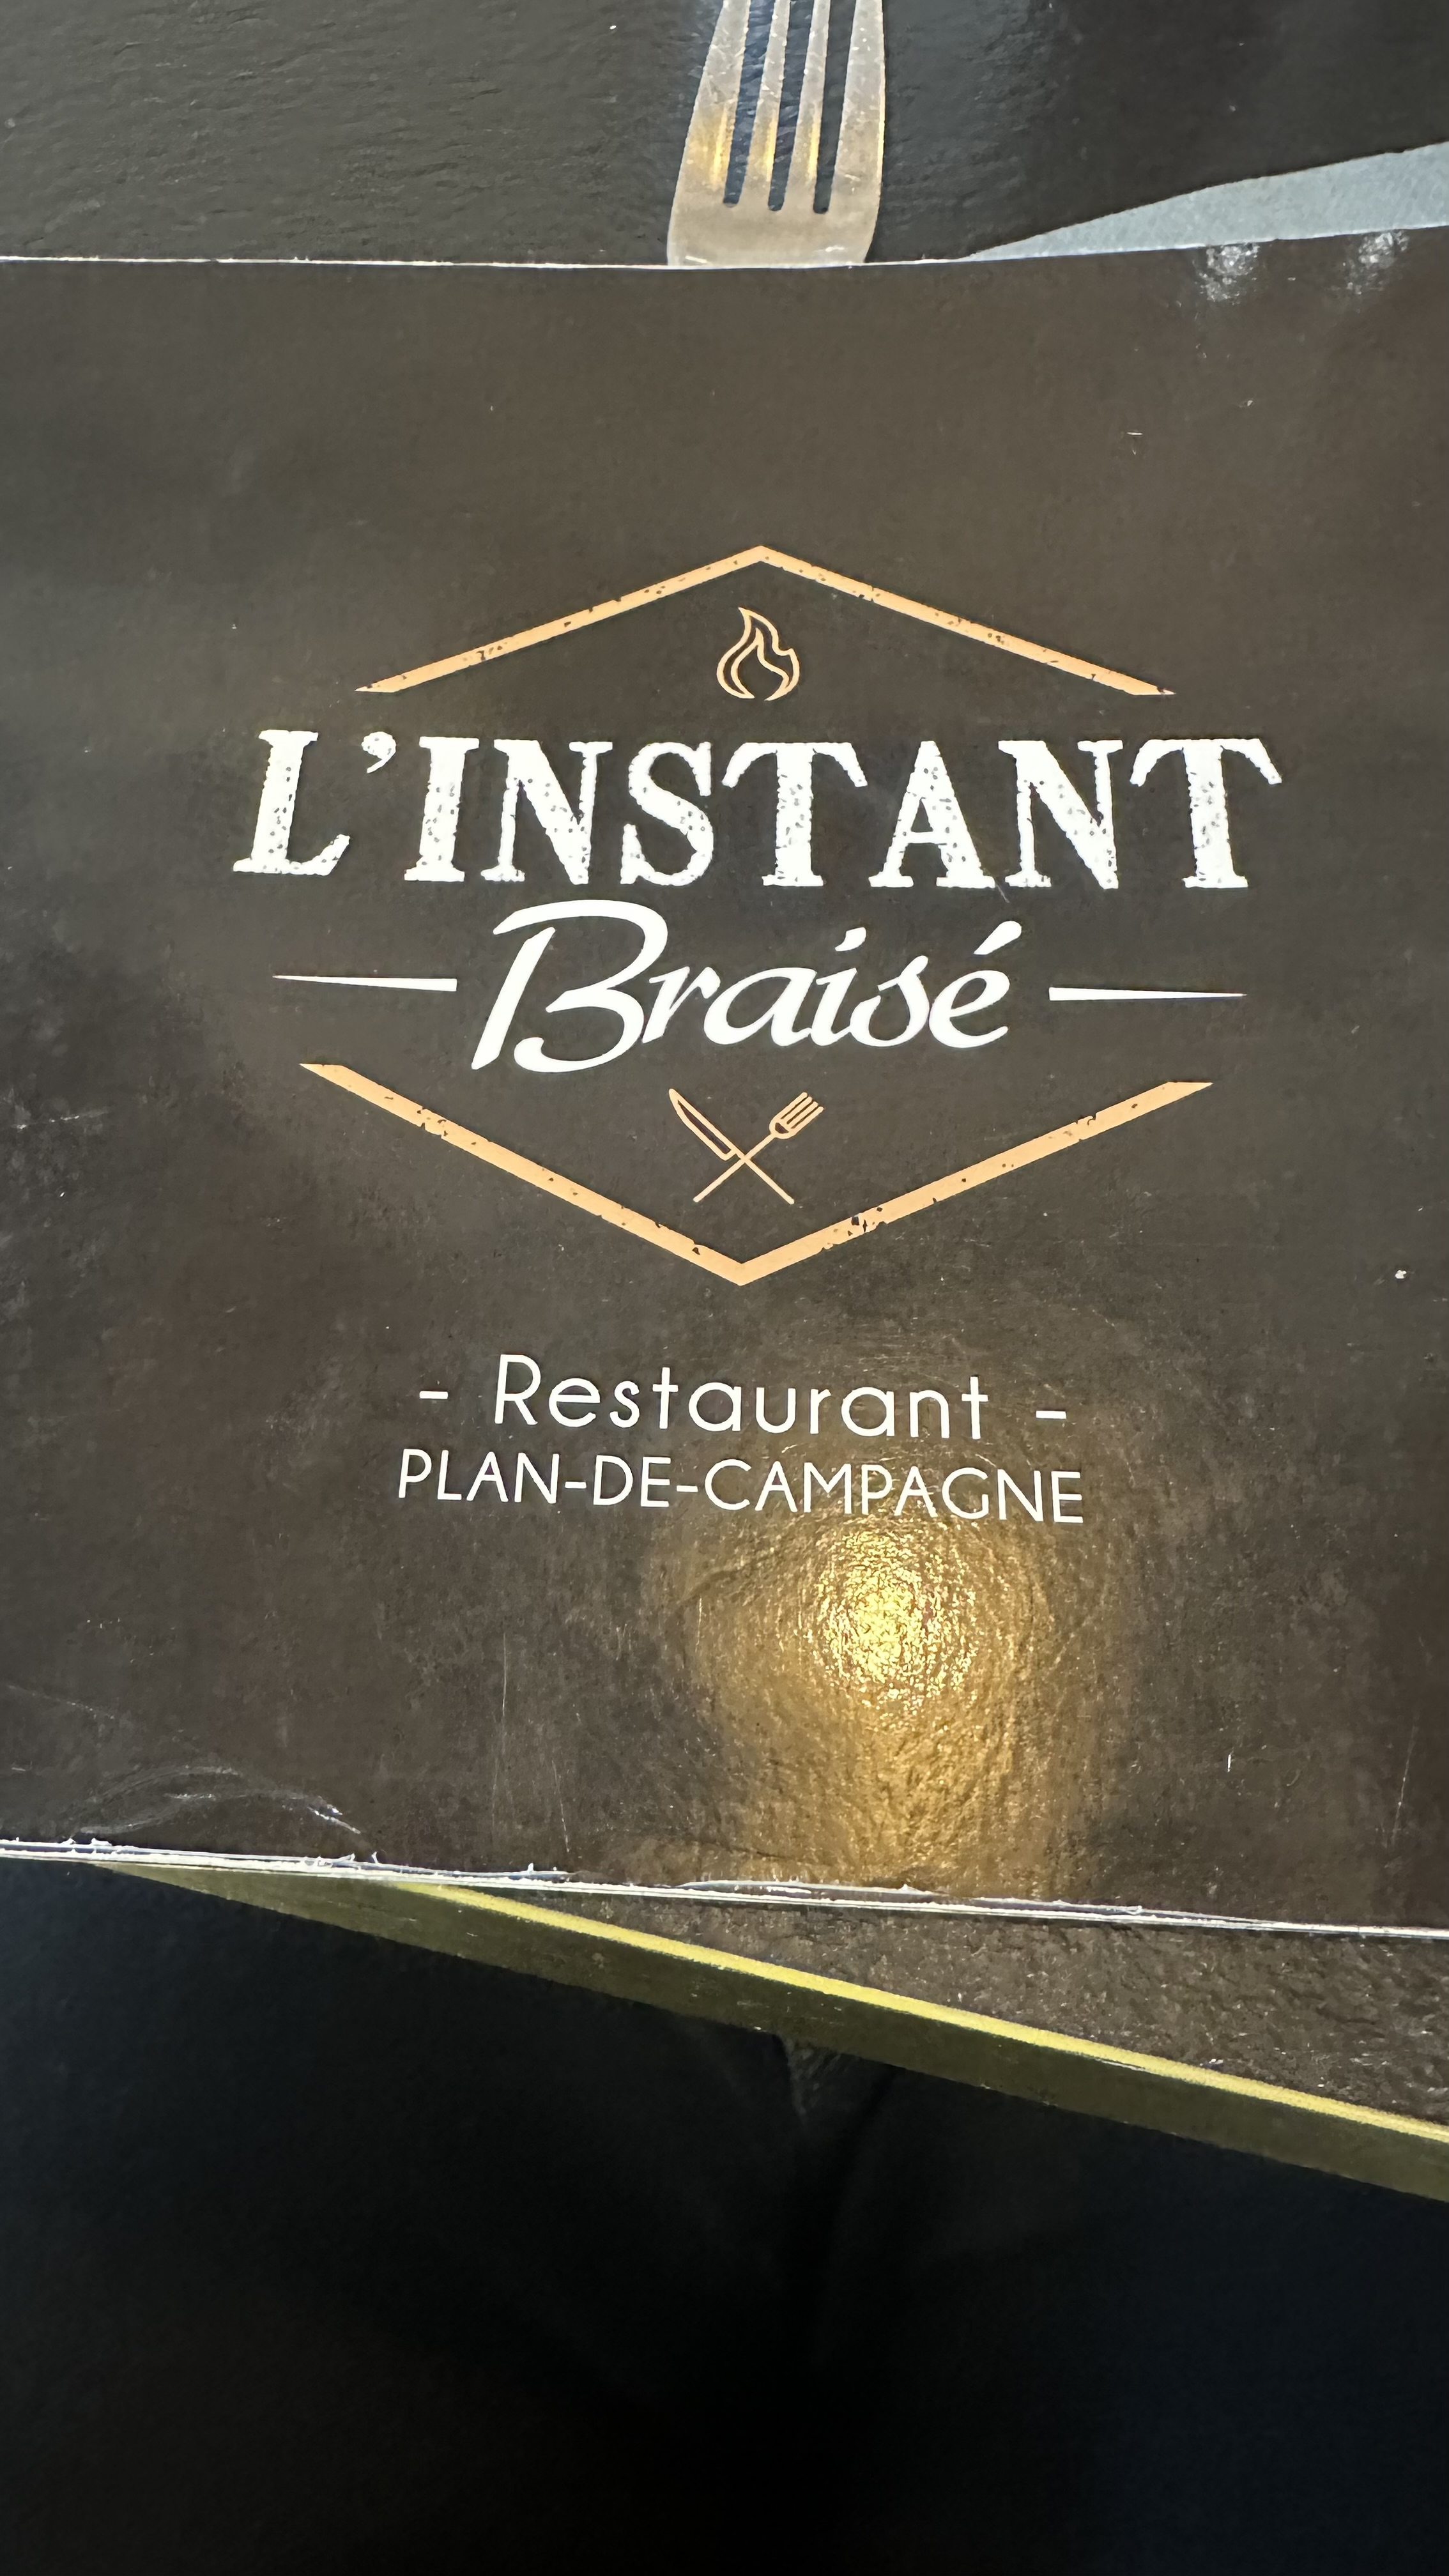 L'INSTANT
Braisé
- Restaurant -
PLAN-DE-CAMPAGNE